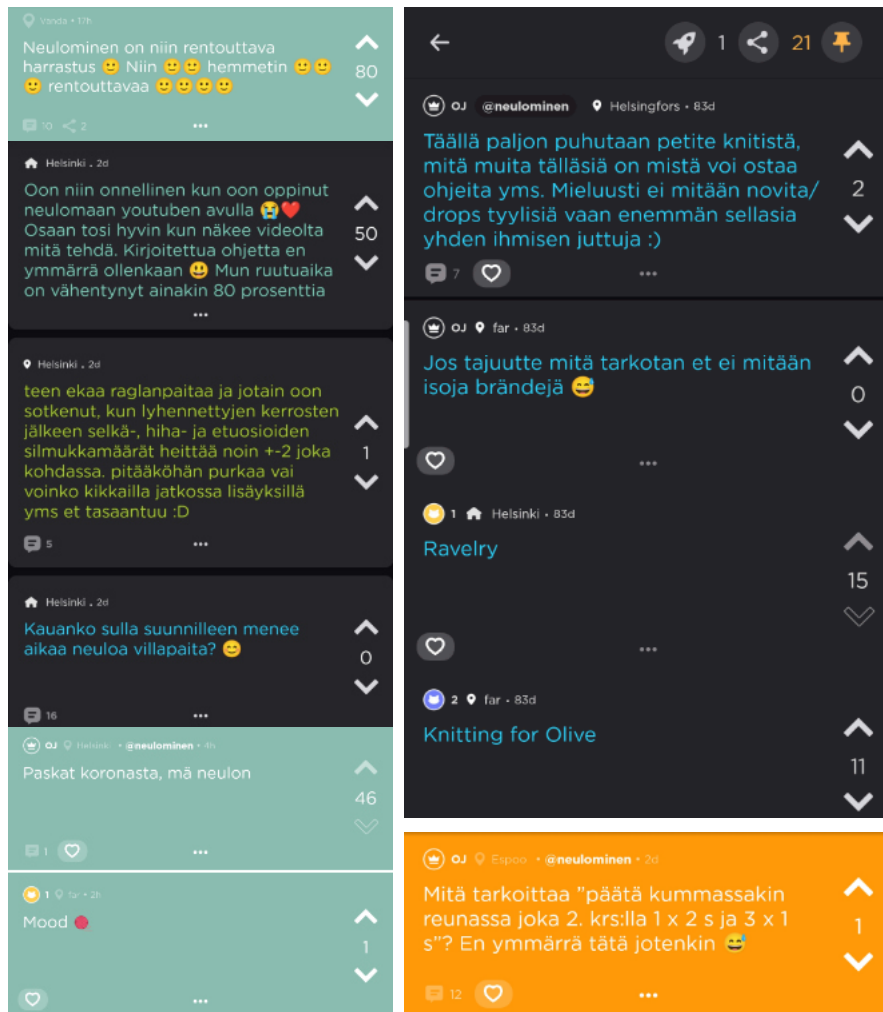 Vanda • 17h
Neulominen on niin rentouttava
harrastus 🙂 Niin 🙂🙂 hemmetin 🙂🙂
🙂 rentouttavaa 🙂🙂🙂🙂
80
10 2
Helsinki . 2d
Oon niin onnellinen kun oon oppinut
neulomaan youtuben avulla 😭❤️
Osaan tosi hyvin kun näkee videolta
mitä tehdä. Kirjoitettua ohjetta en
ymmärrä ollenkaan 😃 Mun ruutuaika
on vähentynyt ainakin 80 prosenttia
50
Helsinki . 2d
teen ekaa raglanpaitaa ja jotain oon
sotkenut, kun lyhennettyjen kerrosten
jälkeen selkä-, hiha- ja etuosioiden
silmukkamäärät heittää noin +-2 joka
kohdassa. pitääköhän purkaa vai
voinko kikkailla jatkossa lisäyksillä
yms et tasaantuu :D
1
5
Helsinki . 2d
Kauanko sulla suunnilleen menee
aikaa neuloa villapaita? 😊
0
16
OJ Helsinki • @neulominen • 4h
Paskat koronasta, mä neulon
46
1
1 far • 2h
Mood 🧶
1
1 21
OJ @neulominen Helsingfors • 83d
Täällä paljon puhutaan petite knitistä,
mitä muita tälläsiä on mistä voi ostaa
ohjeita yms. Mieluusti ei mitään novita/
drops tyylisiä vaan enemmän sellasia
yhden ihmisen juttuja :)
2
7
OJ far • 83d
Jos tajuutte mitä tarkotan et ei mitään
isoja brändejä 😅
0
1 Helsinki • 83d
Ravelry
15
2 far • 83d
Knitting for Olive
11
OJ Espoo • @neulominen • 2d
Mitä tarkoittaa "päätä kummassakin
reunassa joka 2. krs:lla 1 x 2 s ja 3 x 1
s"? En ymmärrä tätä jotenkin 😅
1
12